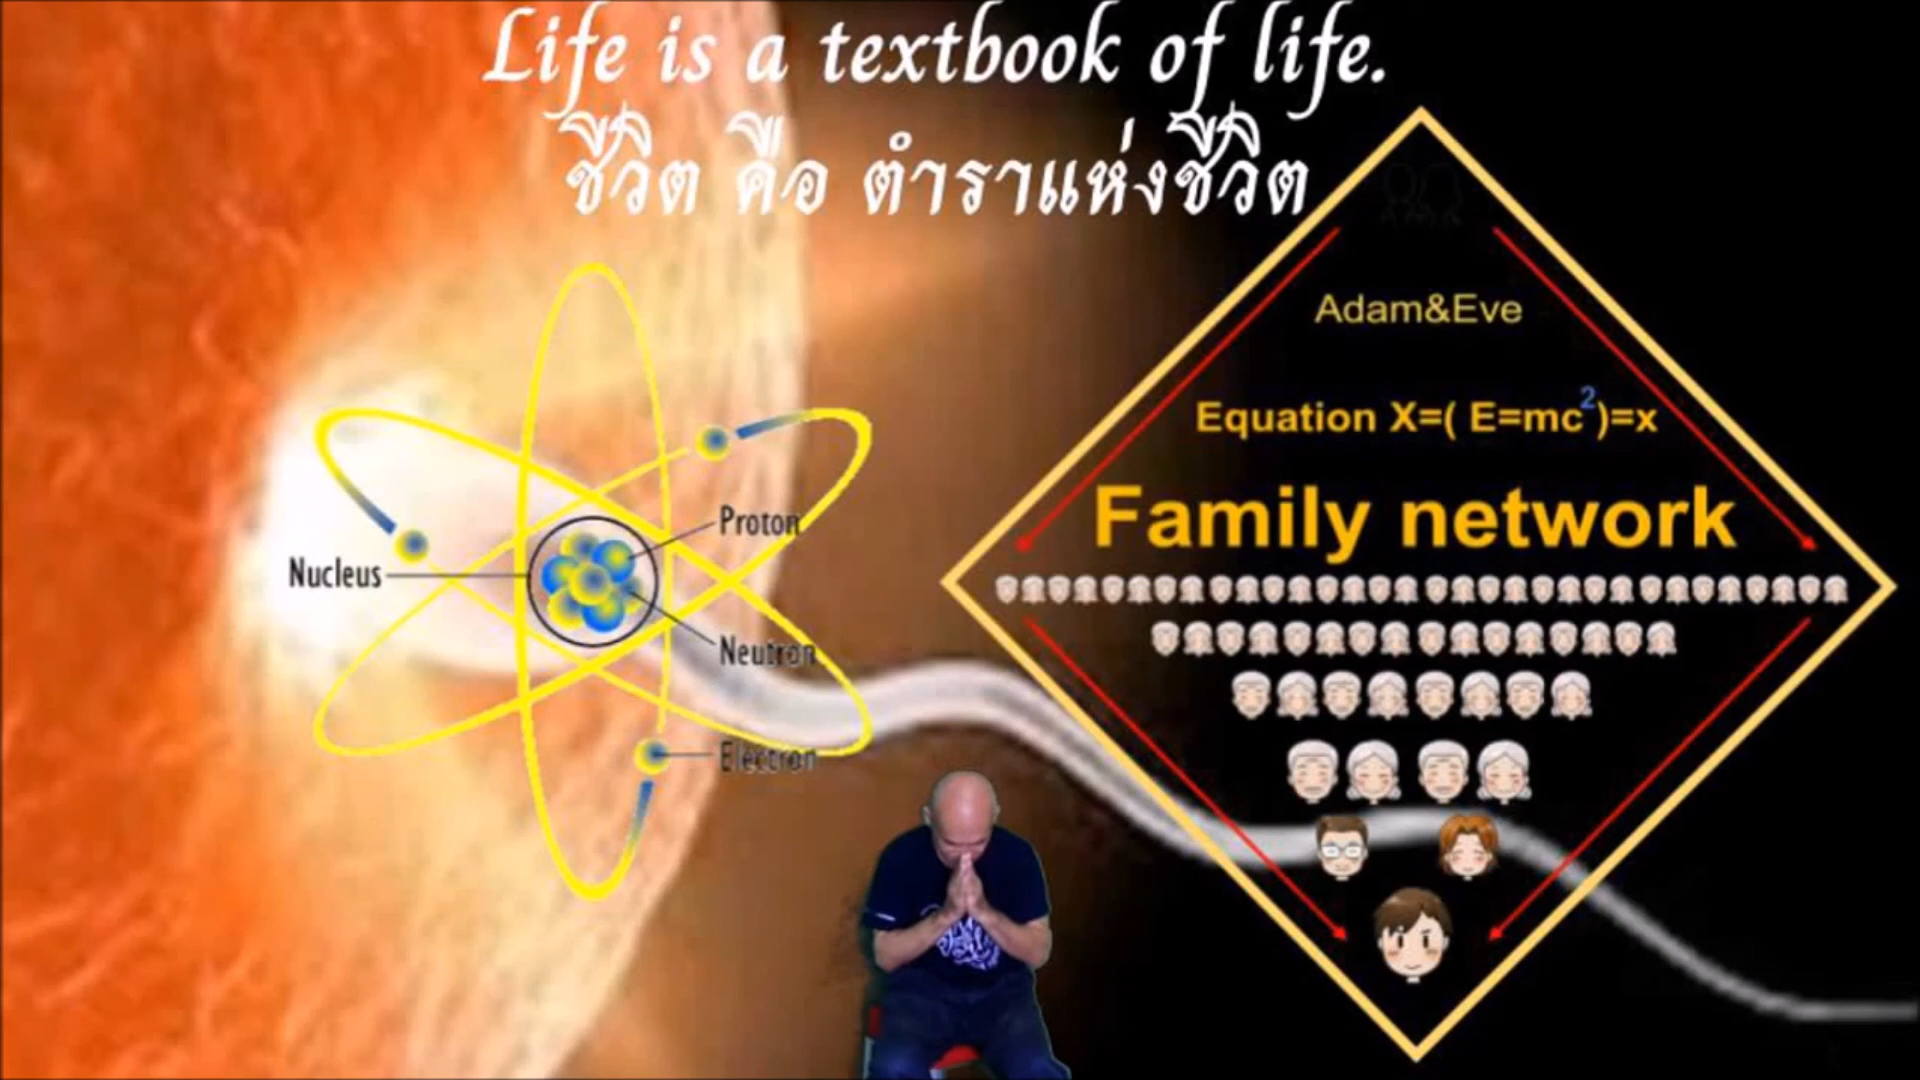 Life is a textbook of life.
ชีวิต คือ ตำราแห่งชีวิต
Adam&Eve
Equation X=( E=mc²)=x
Family network
Proton
Nucleus
Neutron
Electron